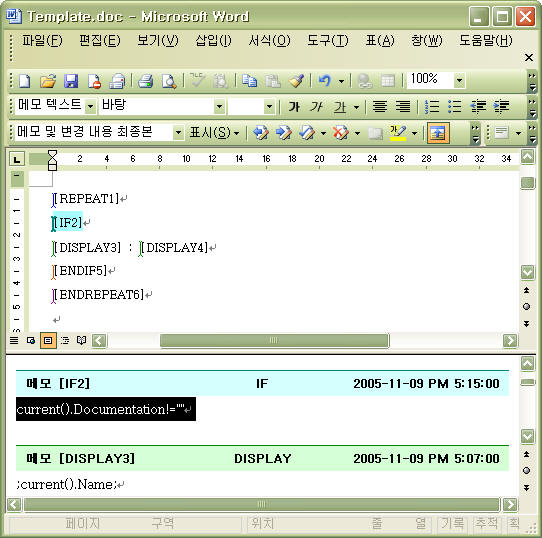 Template.doc - Microsoft Word
파일(F) 편집(E) 보기(V) 삽입(I) 서식(O) 도구(T) 표(A) 창(W) 도움말(H)
100%
메모 텍스트 바탕 가 가 가
메모 및 변경 내용 최종본 표시(S) 가
2 4 6 8 10 12 14 16 18 20 22 24 26 28 30 32 34
[REPEAT1]
[IF2]
[DISPLAY3] : [DISPLAY4]
[ENDIF5]
[ENDREPEAT6]
메모 [IF2] IF 2005-11-09 PM 5:15:00
current().Documentation!=""
메모 [DISPLAY3] DISPLAY 2005-11-09 PM 5:07:00
;current().Name;
페이지 구역 위치 줄 열 기록 추적 확